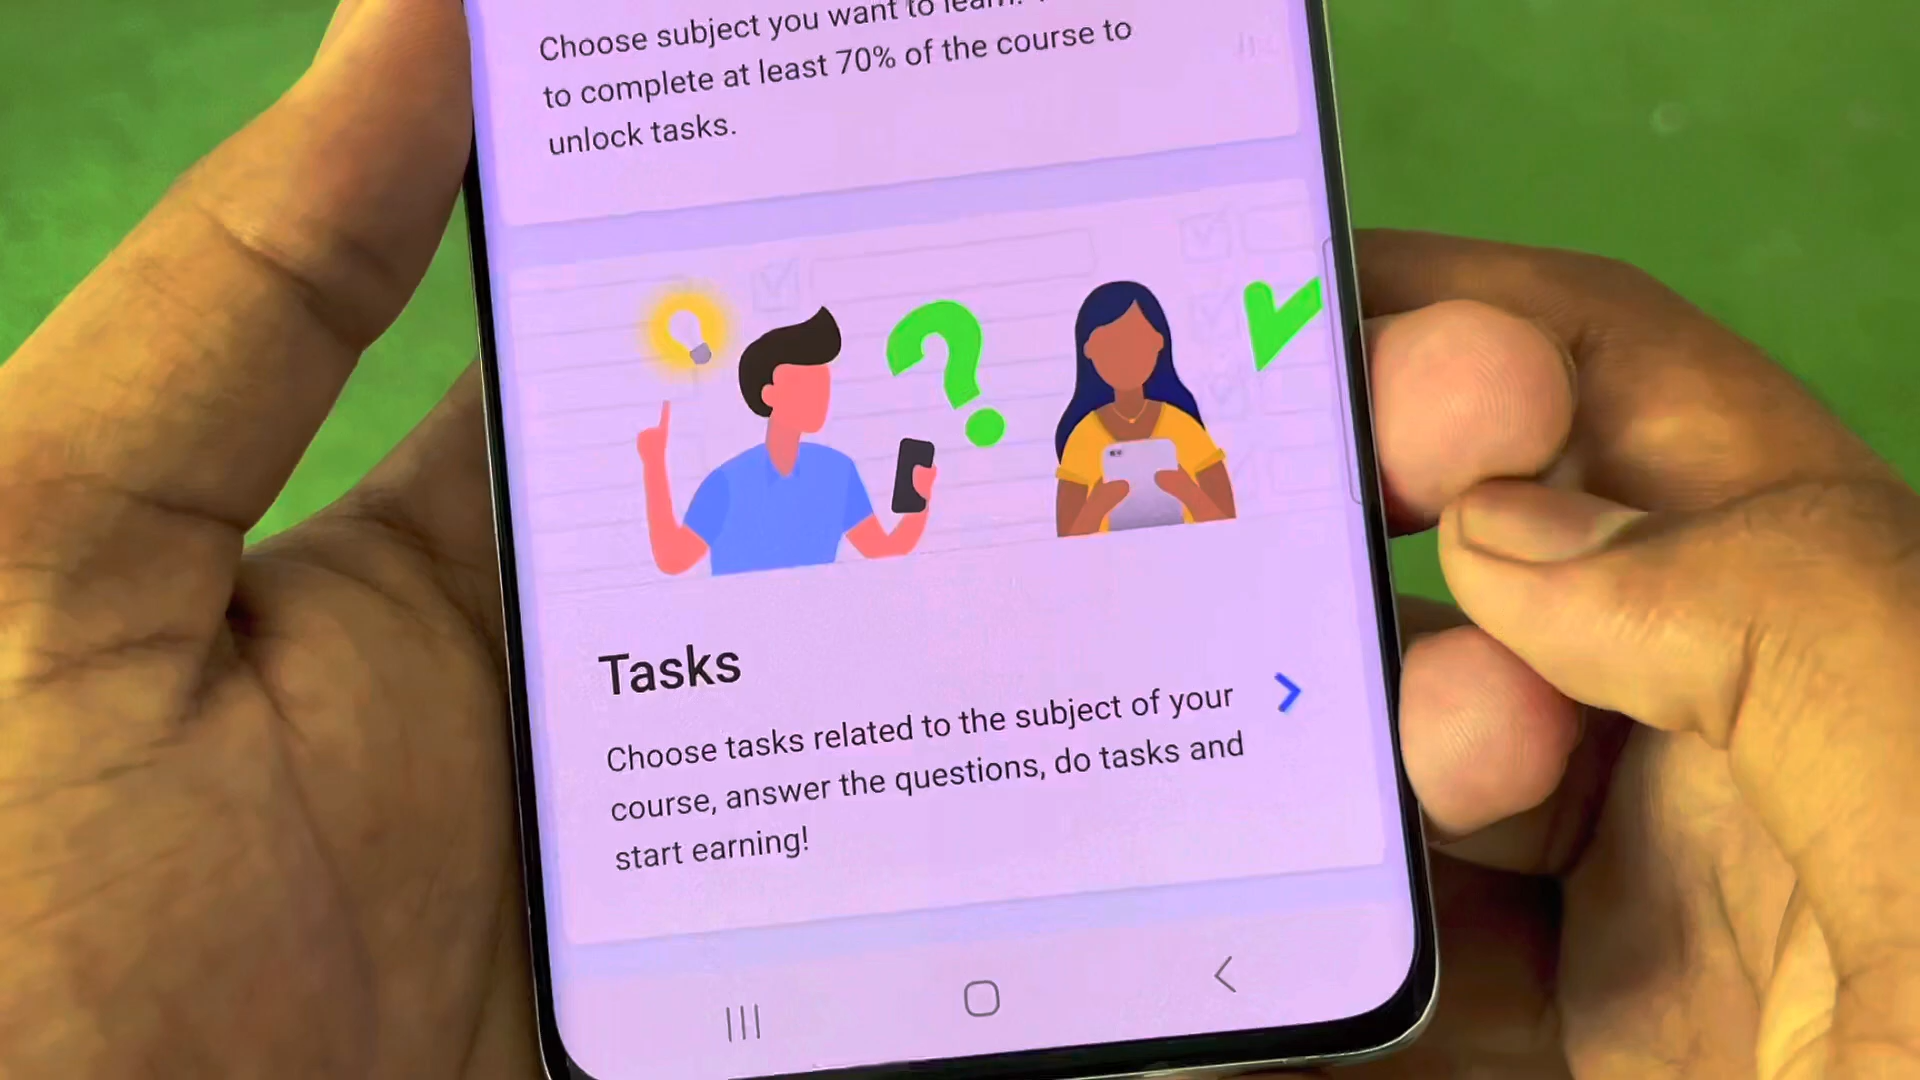 Choose subject you want to learn.
to complete at least 70% of the course to
unlock tasks.
Tasks
Choose tasks related to the subject of your
course, answer the questions, do tasks and
start earning!